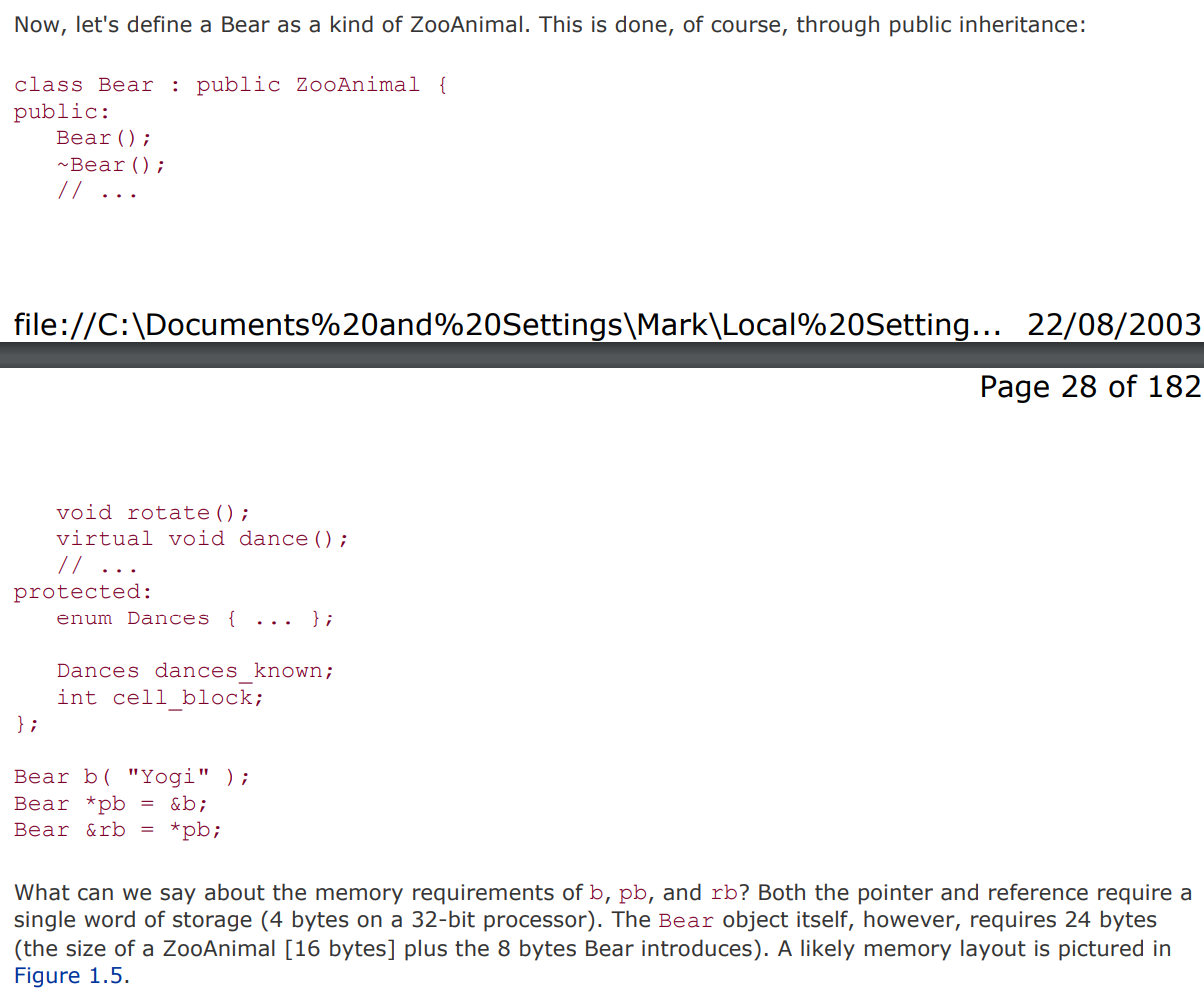 Now, let's define a Bear as a kind of ZooAnimal. This is done, of course, through public inheritance:
class Bear : public ZooAnimal {
public:
   Bear();
   ~Bear();
   // ...
file://C:\Documents%20and%20Settings\Mark\Local%20Setting... 22/08/2003
Page 28 of 182
   void rotate();
   virtual void dance();
   // ...
protected:
   enum Dances { ... };
   Dances dances_known;
   int cell_block;
};
Bear b( "Yogi" );
Bear *pb = &b;
Bear &rb = *pb;
What can we say about the memory requirements of b, pb, and rb? Both the pointer and reference require a
single word of storage (4 bytes on a 32-bit processor). The Bear object itself, however, requires 24 bytes
(the size of a ZooAnimal [16 bytes] plus the 8 bytes Bear introduces). A likely memory layout is pictured in
Figure 1.5.